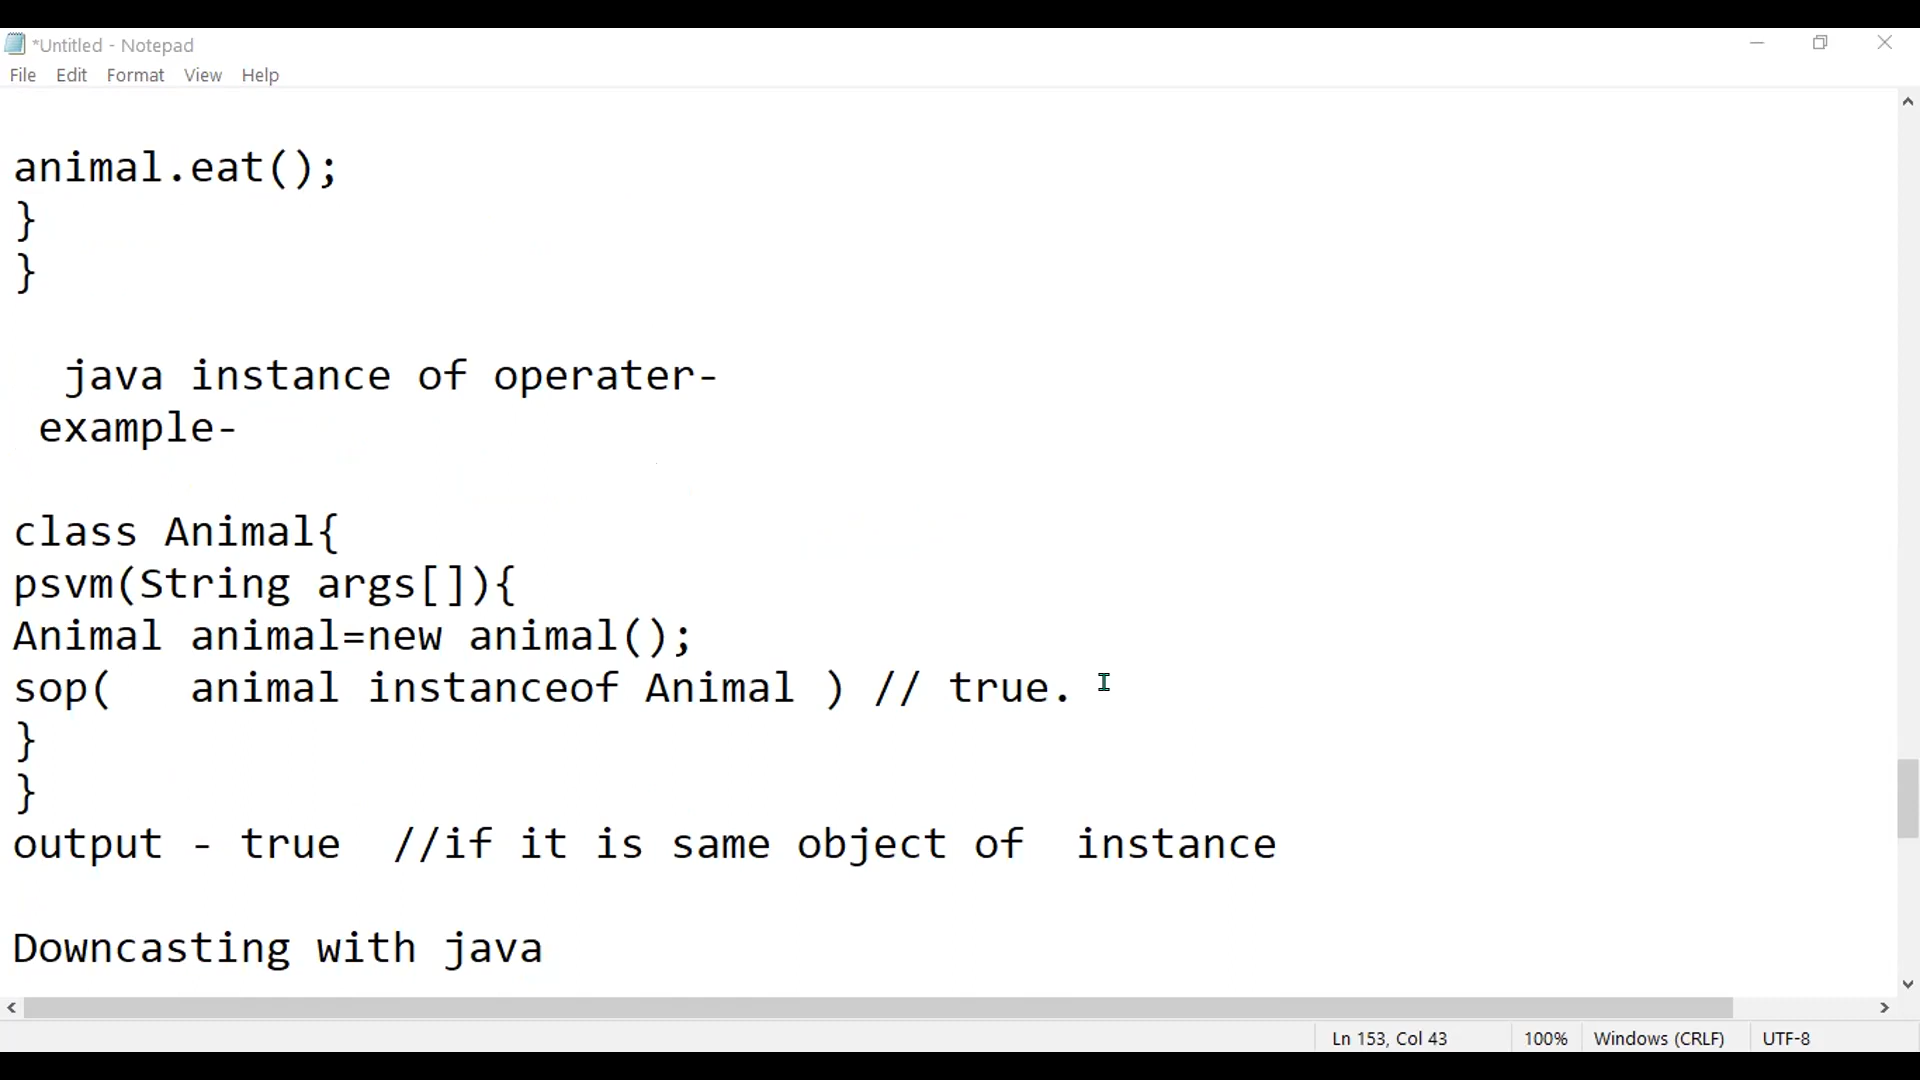 *Untitled - Notepad
File Edit Format View Help
animal.eat();
}
}
java instance of operater-
example-
class Animal{
psvm(String args[]){
Animal animal=new animal();
sop(   animal instanceof Animal ) // true.
}
}
output - true  //if it is same object of  instance
Downcasting with java
Ln 153, Col 43 100% Windows (CRLF) UTF-8